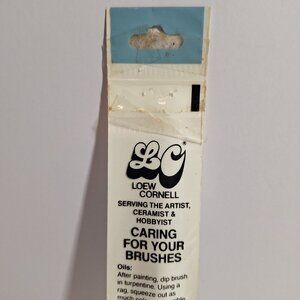 LC®
LOEW
CORNELL
SERVING THE ARTIST,
CERAMIST &
HOBBYIST
CARING
FOR YOUR
BRUSHES
Oils:
After painting, dip brush
in turpentine. Using a
rag, squeeze out as
much